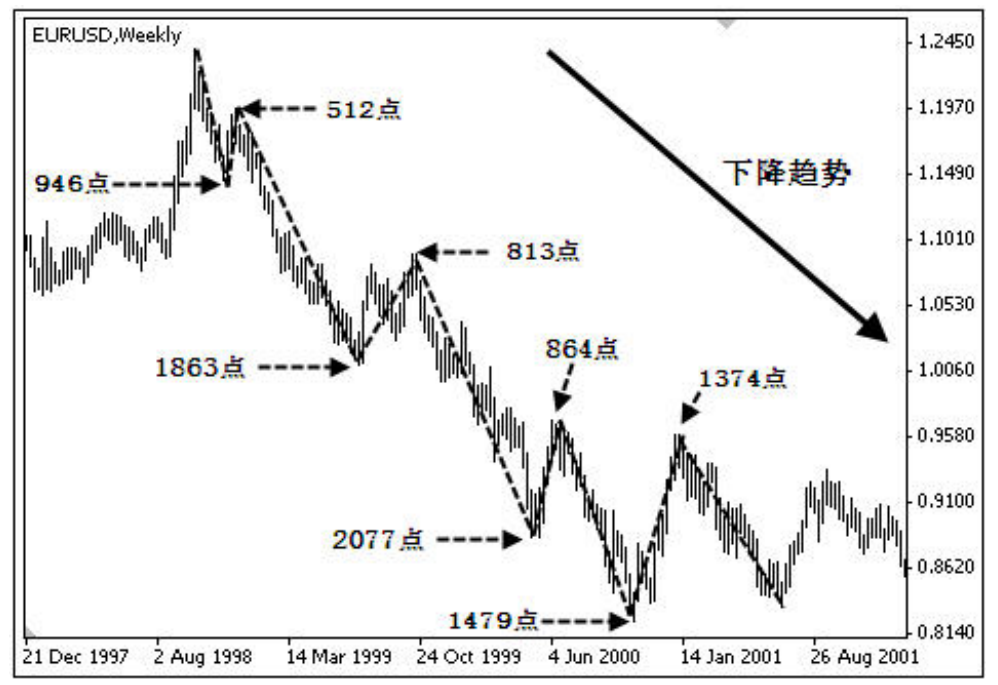 EURUSD,Weekly
1.2450
512点
1.1970
946点
下降趋势
1.1490
813点
1.1010
1.0530
864点
1863点
1374点
1.0060
0.9580
0.9100
2077点
0.8620
1479点
0.8140
21 Dec 1997
2 Aug 1998
14 Mar 1999
24 Oct 1999
4 Jun 2000
14 Jan 2001
26 Aug 2001